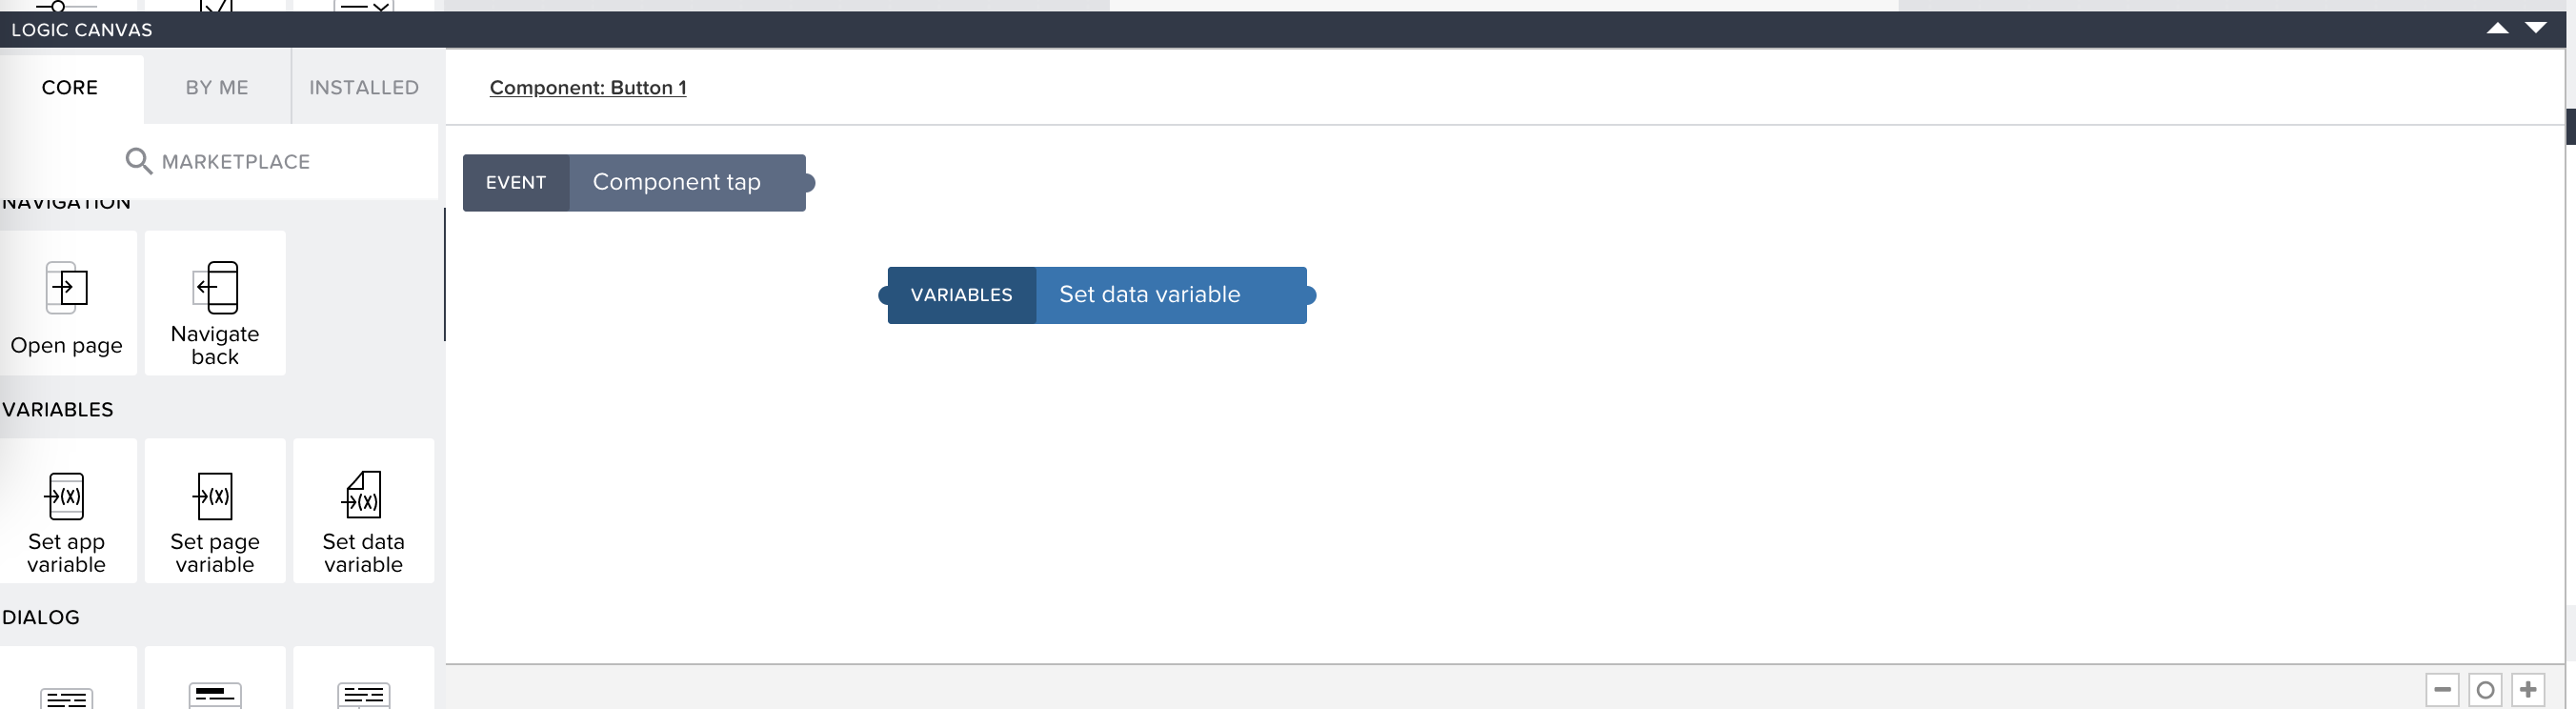 LOGIC CANVAS
CORE
BY ME
INSTALLED
Component: Button 1
MARKETPLACE
EVENT
Component tap
NAVIGATION
VARIABLES
Set data variable
Open page
Navigate
back
VARIABLES
Set app
variable
Set page
variable
Set data
variable
DIALOG